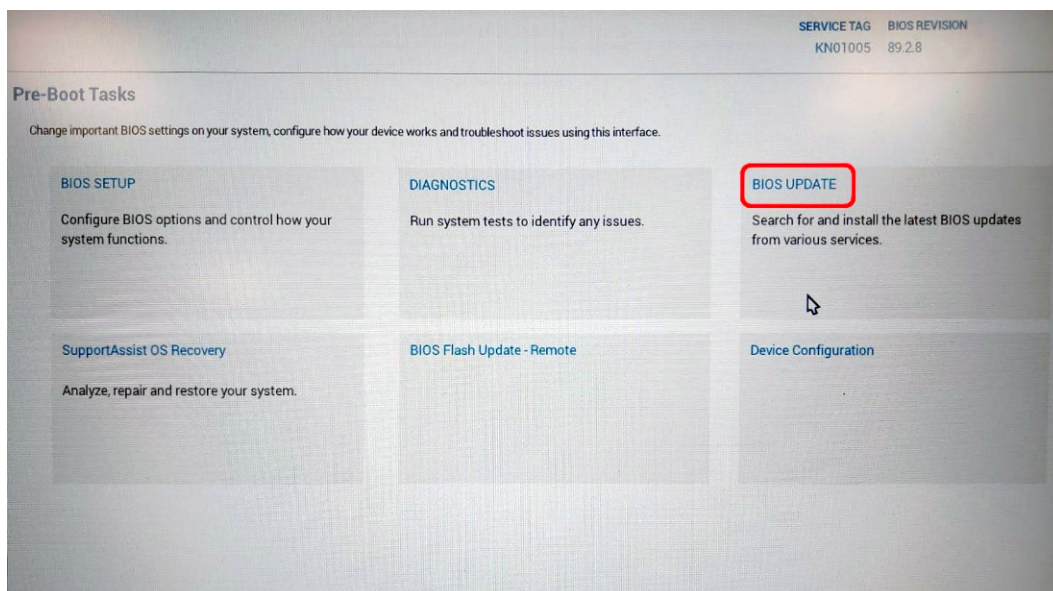 SERVICE TAG BIOS REVISION
KN01005 89.2.8
Pre-Boot Tasks
Change important BIOS settings on your system, configure how your device works and troubleshoot issues using this interface.
BIOS SETUP
Configure BIOS options and control how your
system functions.
DIAGNOSTICS
Run system tests to identify any issues.
BIOS UPDATE
Search for and install the latest BIOS updates
from various services.
SupportAssist OS Recovery
Analyze, repair and restore your system.
BIOS Flash Update - Remote
Device Configuration